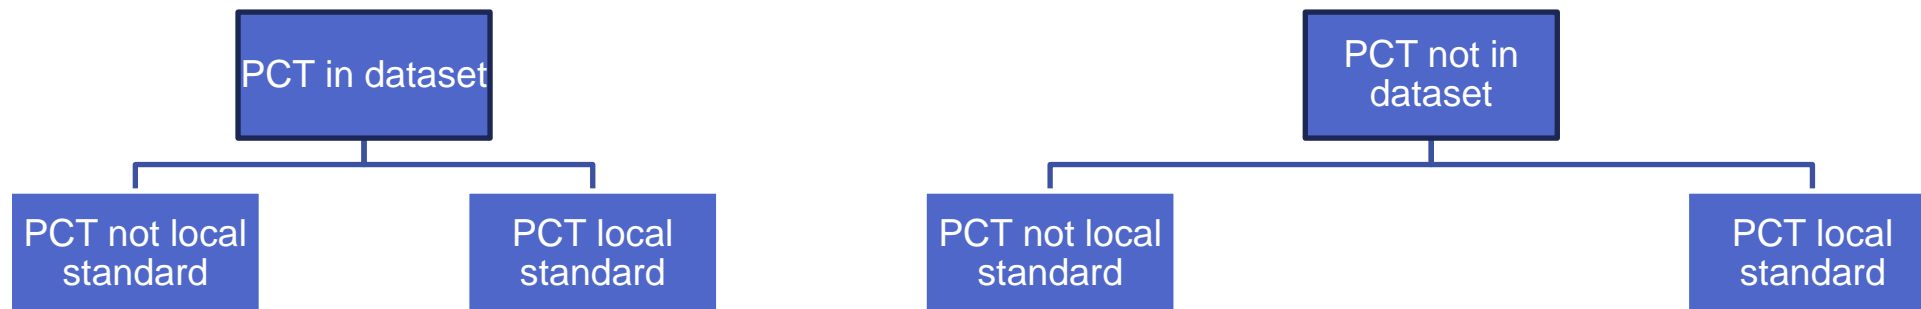 PCT in dataset
PCT not in
dataset
PCT not local
standard
PCT local
standard
PCT not local
standard
PCT local
standard